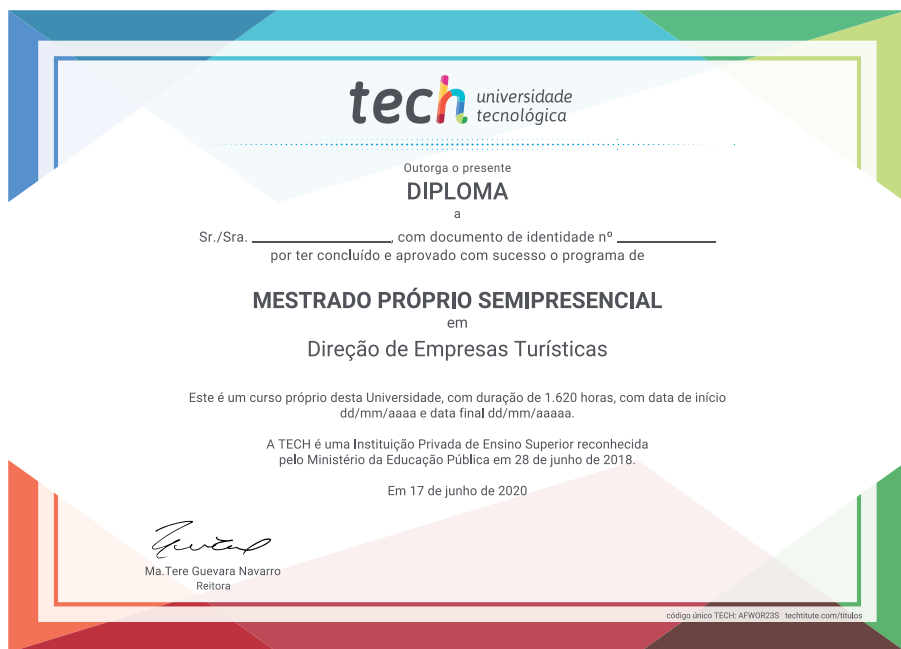 tech universidade
tecnológica
Outorga o presente
DIPLOMA
a
Sr./Sra. ________________, com documento de identidade nº ____________
por ter concluído e aprovado com sucesso o programa de
MESTRADO PRÓPRIO SEMIPRESENCIAL
em
Direção de Empresas Turísticas
Este é um curso próprio desta Universidade, com duração de 1.620 horas, com data de início
dd/mm/aaaa e data final dd/mm/aaaaa.
A TECH é uma Instituição Privada de Ensino Superior reconhecida
pelo Ministério da Educação Pública em 28 de junho de 2018.
Em 17 de junho de 2020
Ma.Tere Guevara Navarro
Reitora
código único TECH: AFWOR23S techtitute.com/titulos